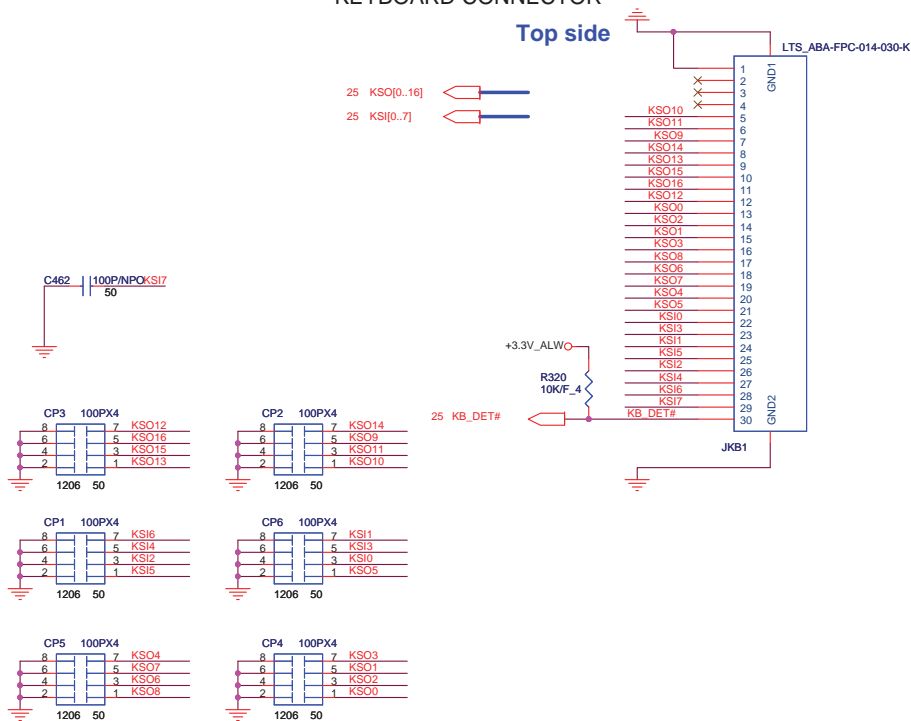 KEYBOARD CONNECTOR
Top side
LTS_ABA-FPC-014-030-K
25 KSO[0..16]
25 KSI[0..7]
GND1
1
2
3
4
KSO10 5
KSO11 6
KSO9 7
KSO14 8
KSO13 9
KSO15 10
KSO16 11
KSO12 12
KSO0 13
KSO2 14
KSO1 15
KSO3 16
KSO8 17
KSO6 18
KSO7 19
KSO4 20
KSO5 21
KSI0 22
KSI3 23
KSI1 24
KSI5 25
KSI2 26
KSI4 27
KSI6 28
KSI7 29
KB_DET# 30
GND2
JKB1
C462 100P/NPO KSI7
50
+3.3V_ALW
R320
10K/F_4
25 KB_DET#
CP3 100PX4
8 7 KSO12
6 5 KSO16
4 3 KSO15
2 1 KSO13
1206 50
CP2 100PX4
8 7 KSO14
6 5 KSO9
4 3 KSO11
2 1 KSO10
1206 50
CP1 100PX4
8 7 KSI6
6 5 KSI4
4 3 KSI2
2 1 KSI5
1206 50
CP6 100PX4
8 7 KSI1
6 5 KSI3
4 3 KSI0
2 1 KSO5
1206 50
CP5 100PX4
8 7 KSO4
6 5 KSO7
4 3 KSO6
2 1 KSO8
1206 50
CP4 100PX4
8 7 KSO3
6 5 KSO1
4 3 KSO2
2 1 KSO0
1206 50